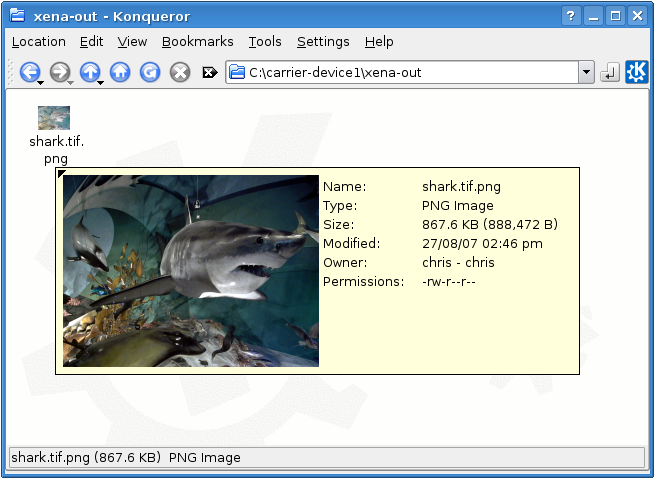 xena-out - Konqueror
Location Edit View Bookmarks Tools Settings Help
C:\carrier-device1\xena-out
shark.tif.
png
Name: shark.tif.png
Type: PNG Image
Size: 867.6 KB (888,472 B)
Modified: 27/08/07 02:46 pm
Owner: chris - chris
Permissions: -rw-r--r--
shark.tif.png (867.6 KB)  PNG Image